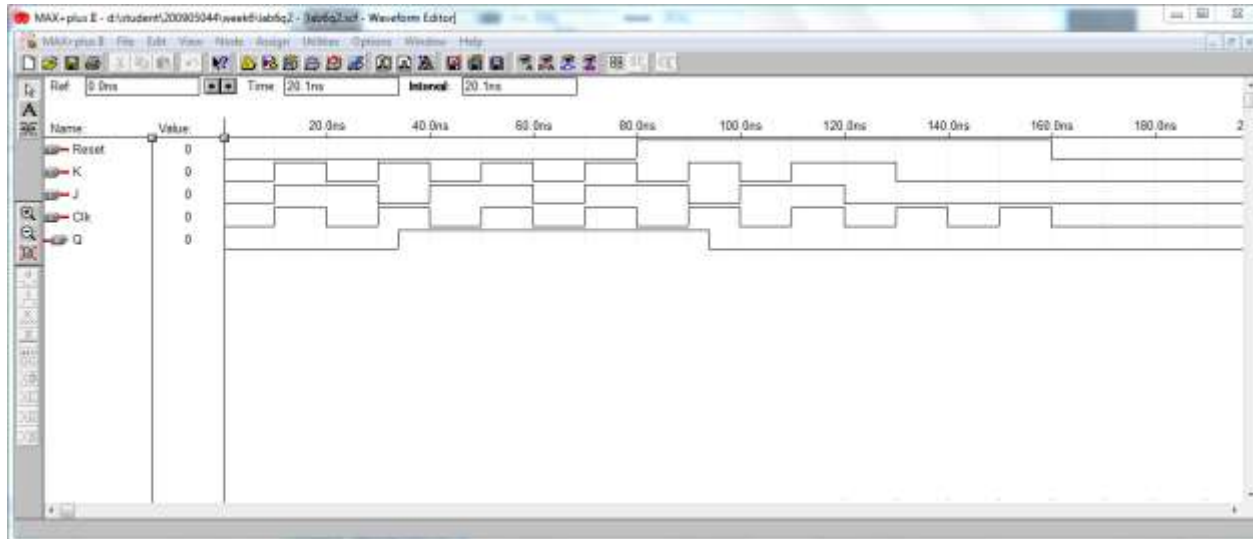 MAX+plus II - d:\student\200905044\week6\lab6q2 - [lab6q2.scf - Waveform Editor]
MAX+plus II File Edit View Node Assign Utilities Options Window Help
Ref: 0.0ns Time: 20.1ns Interval: 20.1ns
Name: Value: 20.0ns 40.0ns 60.0ns 80.0ns 100.0ns 120.0ns 140.0ns 160.0ns 180.0ns 2
Reset 0
K 0
J 0
Clk 0
Q 0